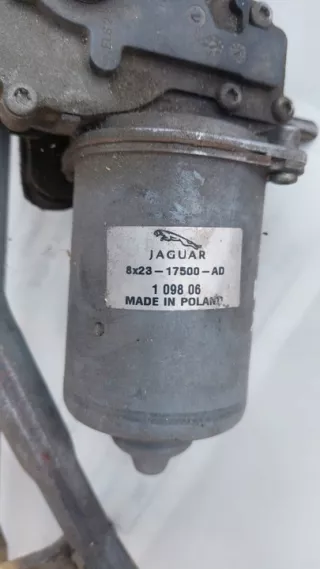 JAGUAR
8x23-17500-AD
1 098 06
MADE IN POLAND